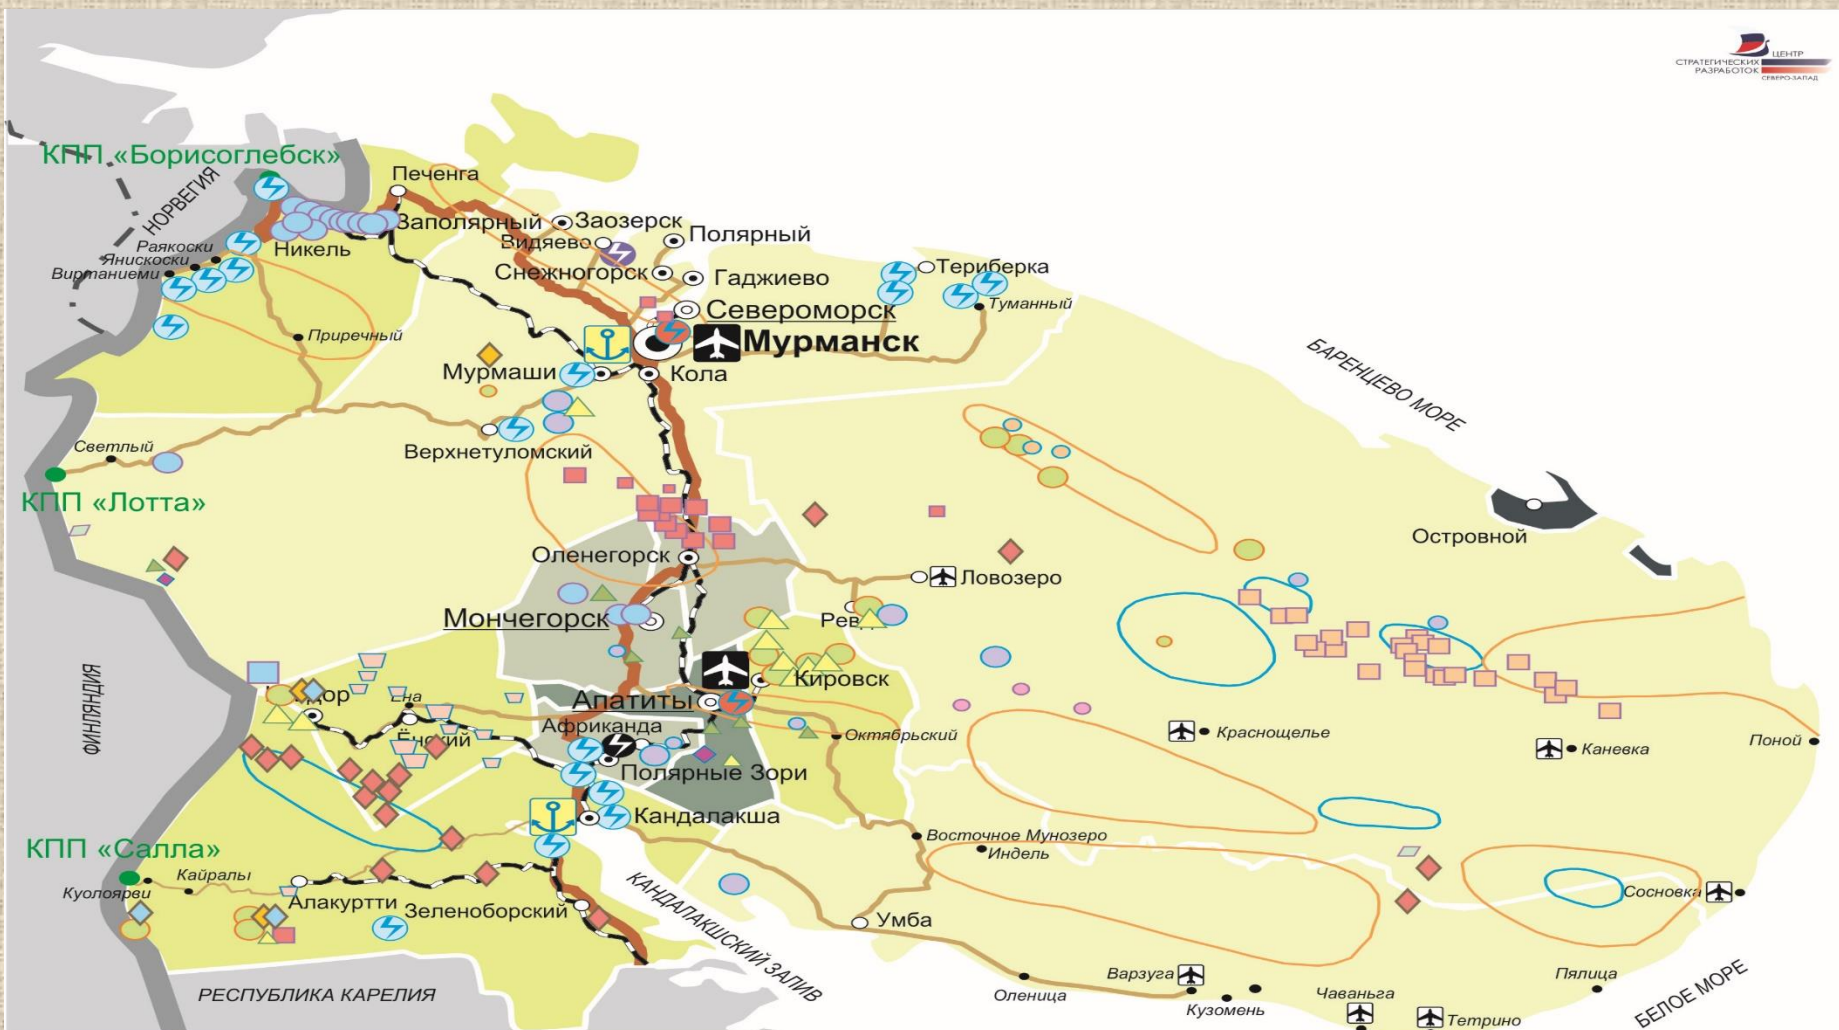 ЦЕНТР
СТРАТЕГИЧЕСКИХ
РАЗРАБОТОК
СЕВЕРО-ЗАПАД
КПП «Борисоглебск»
НОРВЕГИЯ
Печенга
Заполярный
Никель
Раякоски
Янискоски
Виртаниеми
Заозерск
Видяево
Полярный
Снежногорск
Гаджиево
Териберка
Туманный
Североморск
Мурманск
Приречный
Мурмаши
Кола
БАРЕНЦЕВО МОРЕ
Светлый
Верхнетуломский
КПП «Лотта»
Островной
Оленегорск
Ловозеро
Мончегорск
ФИНЛЯНДИЯ
Кировск
Ена
Апатиты
Африканда
Октябрьский
Краснощелье
Каневка
Поной
Полярные Зори
Кандалакша
Восточное Мунозеро
Индель
КПП «Салла»
Кайралы
Куолоярви
Алакуртти
Зеленоборский
КАНДАЛАКШСКИЙ ЗАЛИВ
Умба
Сосновка
РЕСПУБЛИКА КАРЕЛИЯ
Оленица
Варзуга
Кузомень
Чаваньга
Тетрино
Пялица
БЕЛОЕ МОРЕ